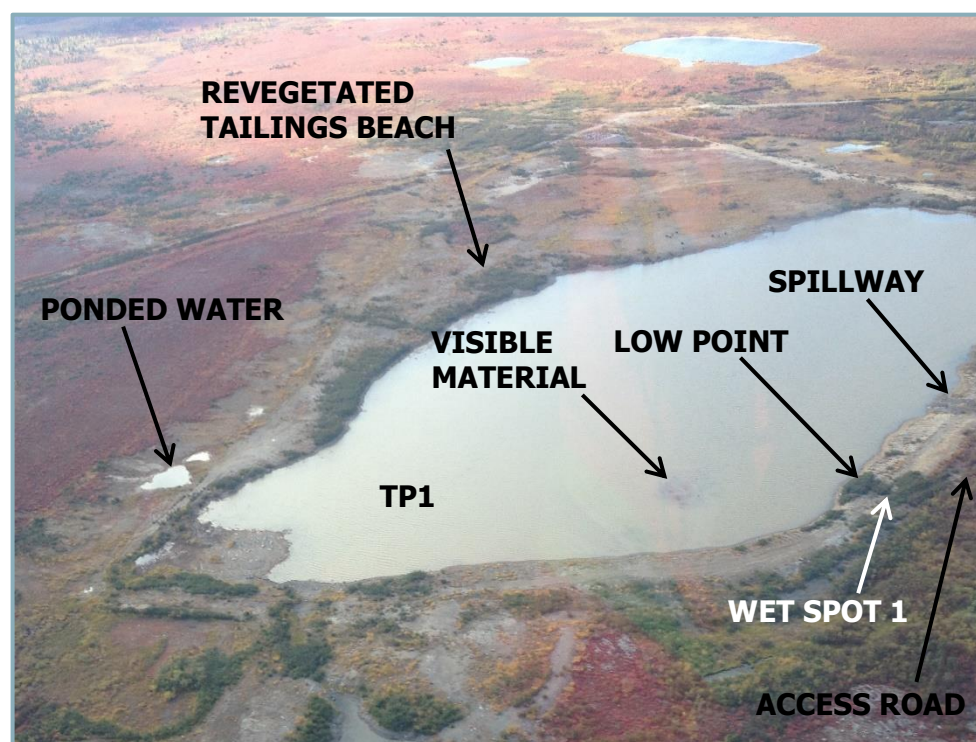 REVEGETATED
TAILINGS BEACH
SPILLWAY
PONDED WATER
VISIBLE
MATERIAL
LOW POINT
TP1
WET SPOT 1
ACCESS ROAD